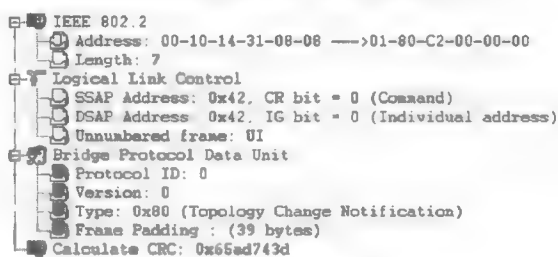 IEEE 802.2
Address: 00-10-14-31-08-08 --->01-80-C2-00-00-00
Length: 7
Logical Link Control
SSAP Address: 0x42, CR bit = 0 (Command)
DSAP Address: 0x42, IG bit = 0 (Individual address)
Unnumbered frame: UI
Bridge Protocol Data Unit
Protocol ID: 0
Version: 0
Type: 0x80 (Topology Change Notification)
Frame Padding : (39 bytes)
Calculate CRC: 0x65ad743d